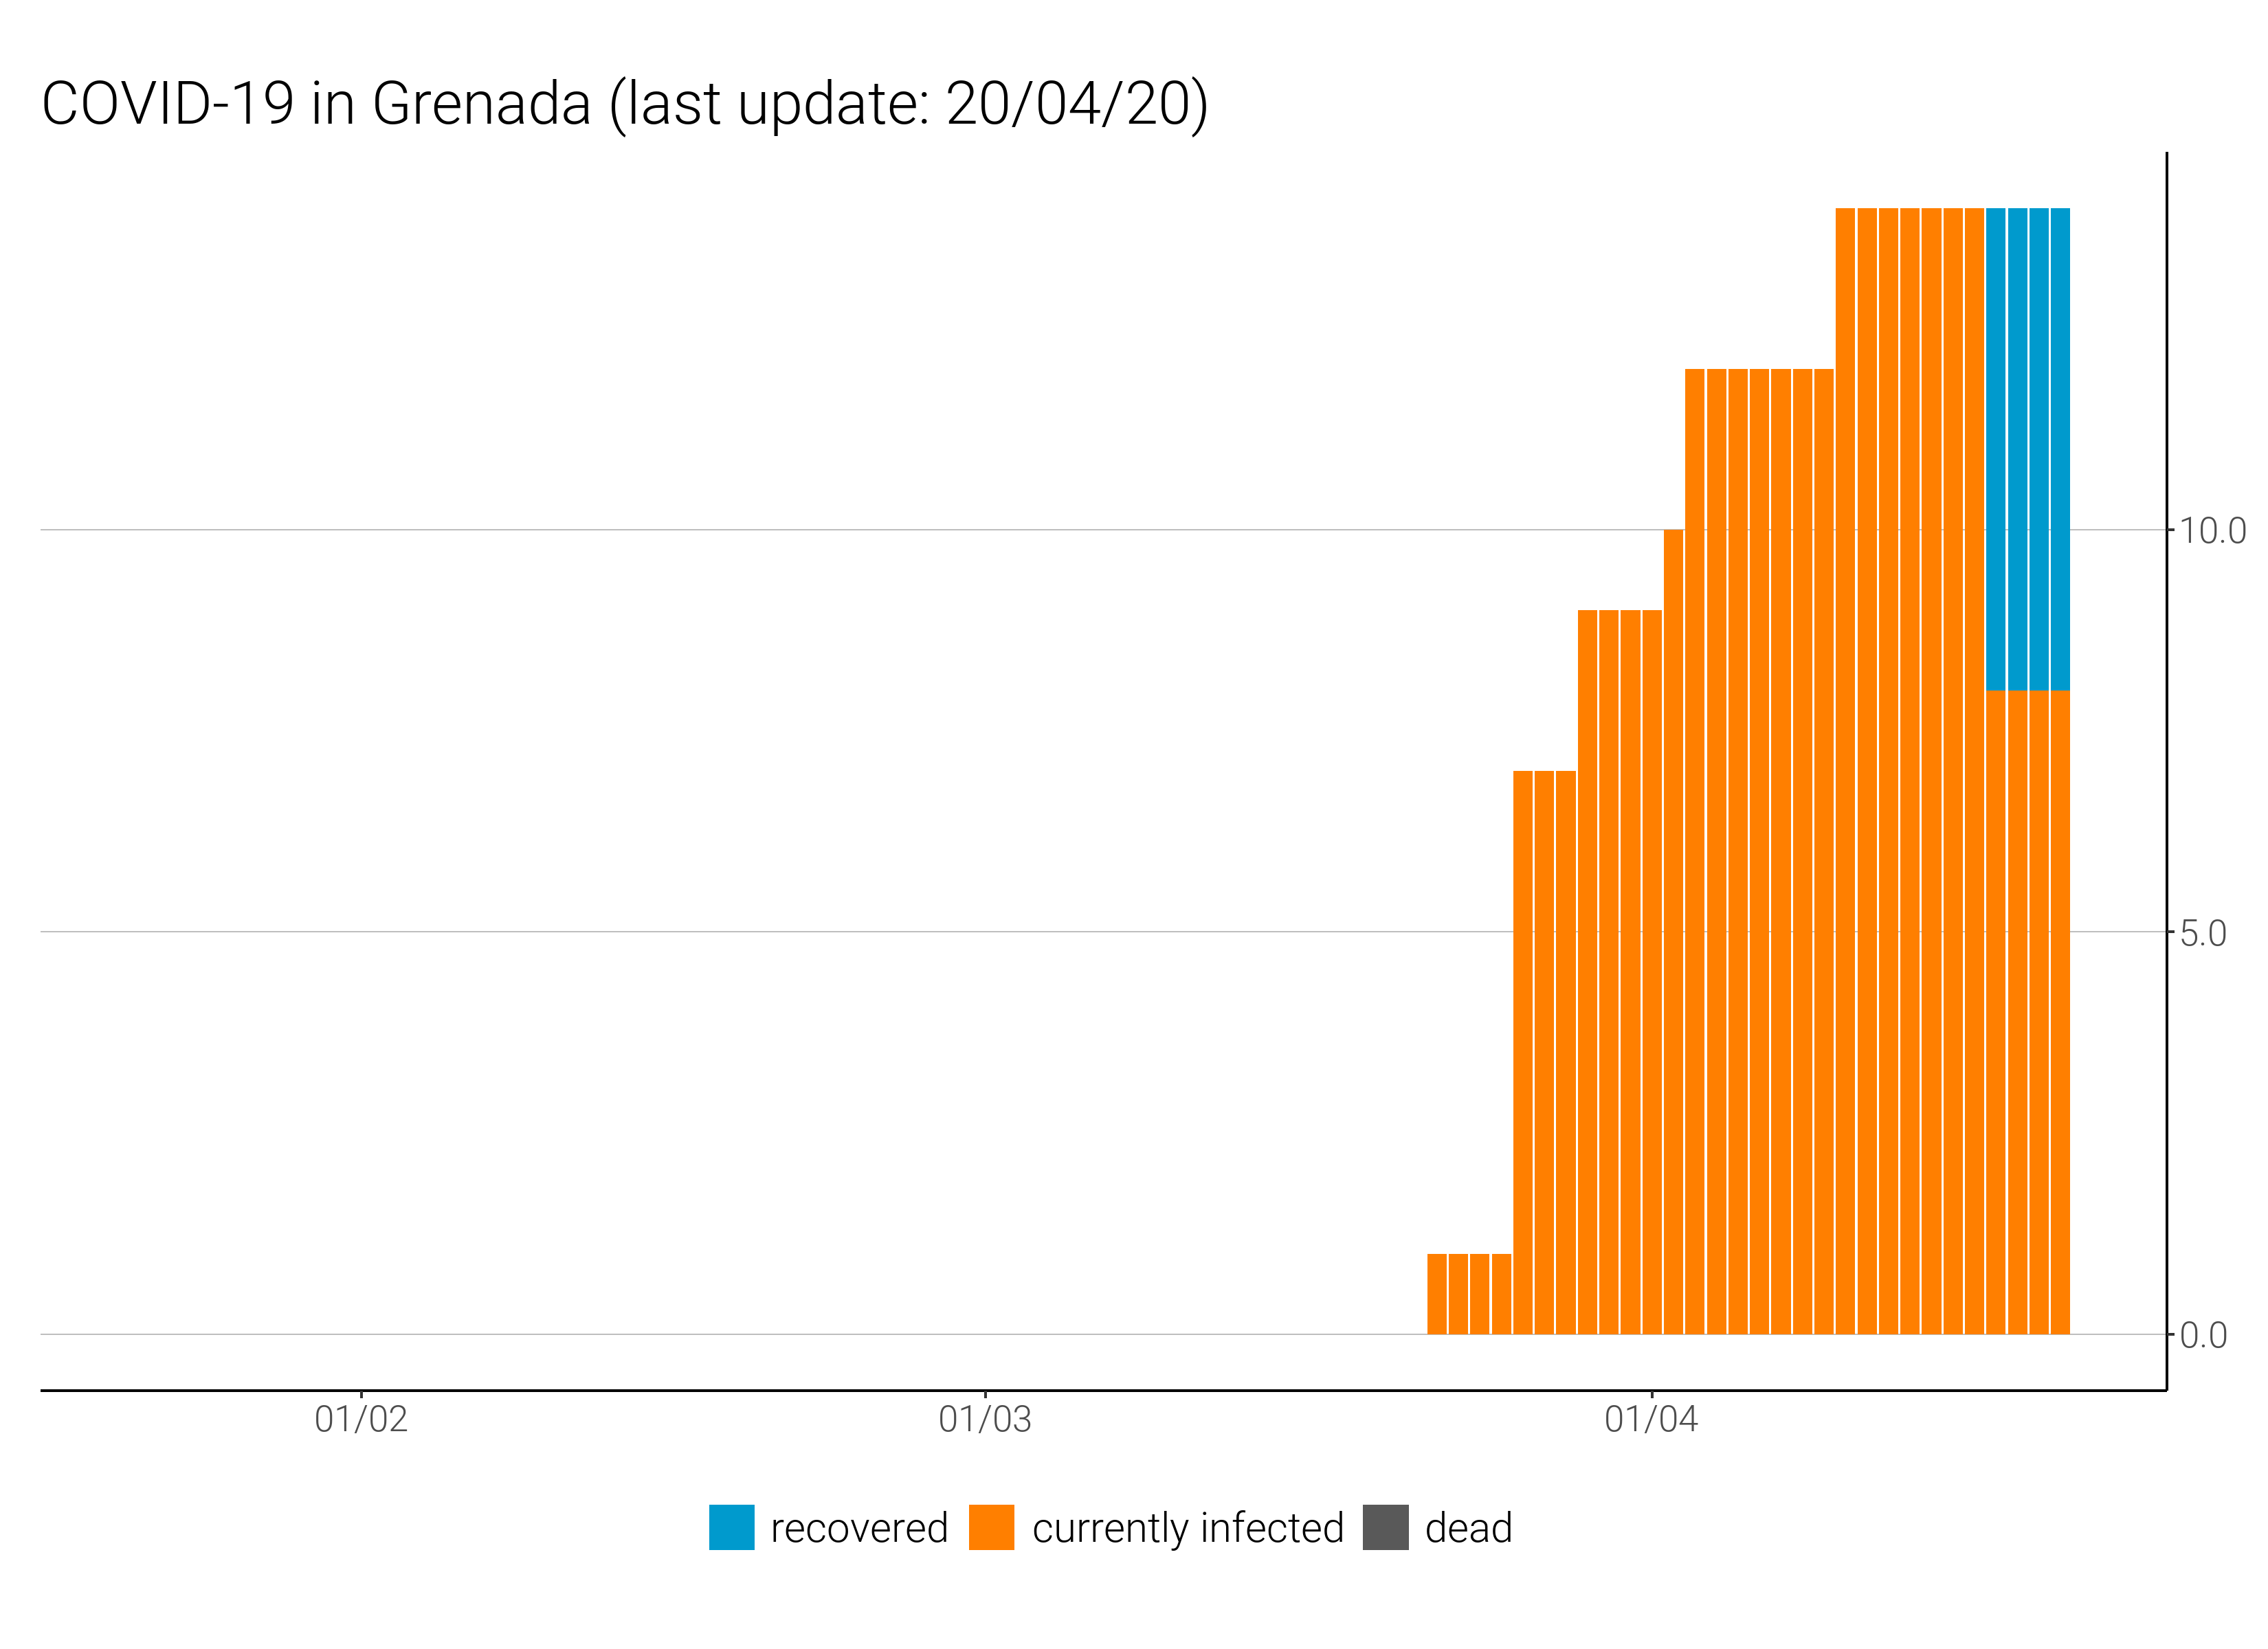 COVID-19 in Grenada (last update: 20/04/20)
10.0
5.0
0.0
01/02 01/03 01/04
recovered currently infected dead